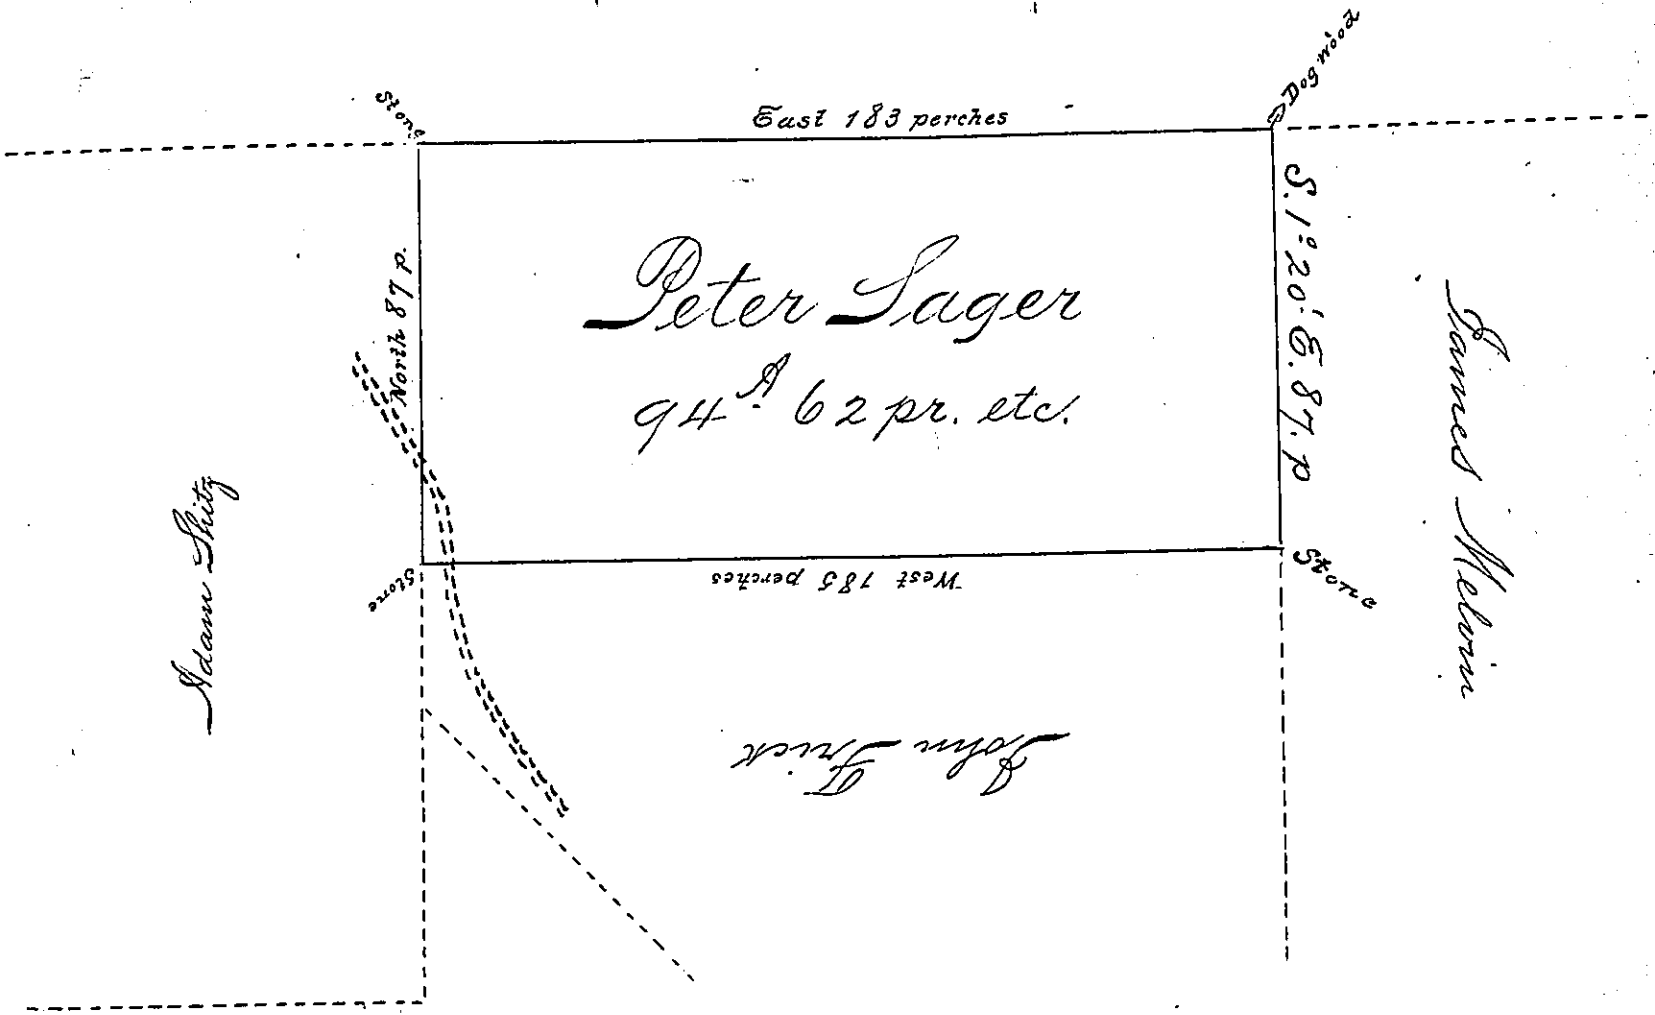 Stone
East 183 perches
Dogwood
North 87 p.
Peter Sager
94 A. 62 pr. etc.
S. 1° 20' E. 87. p
James Melvin
Adam Shitz
Stone
West 185 perches
Stone
John Frick